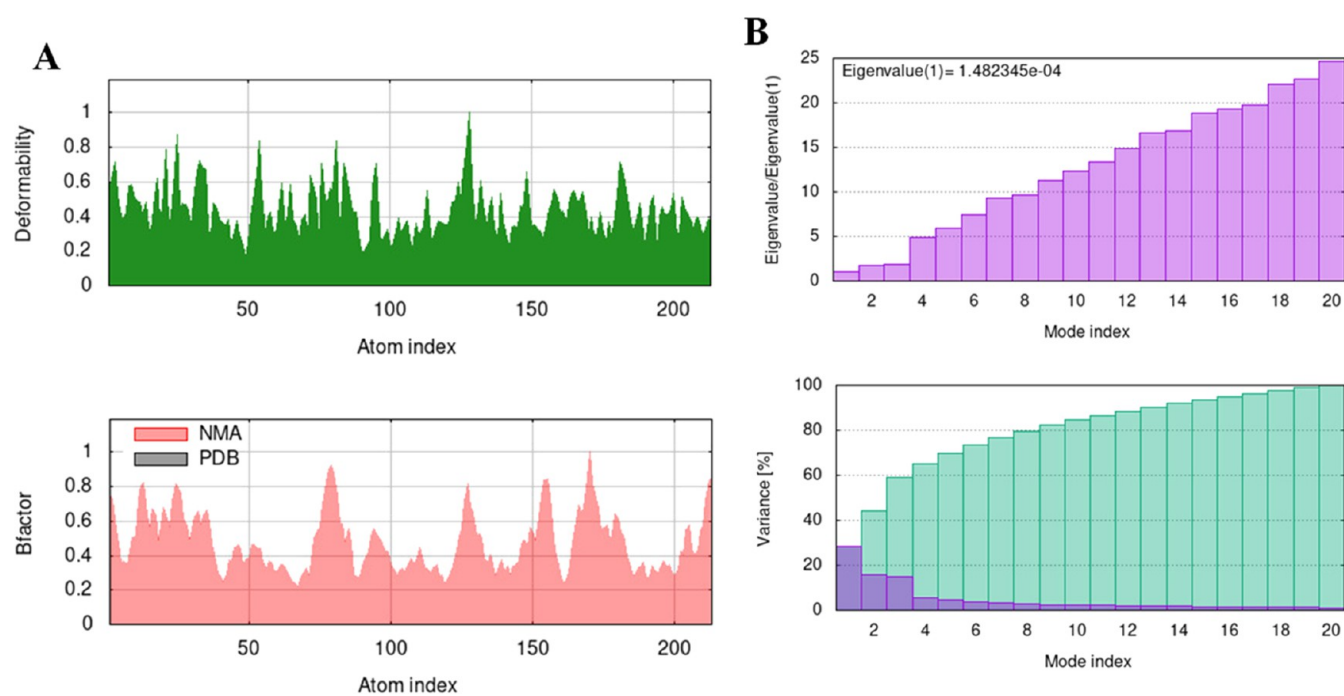 A
Deformability
1
0.8
0.6
0.4
0.2
0
50 100 150 200
Atom index
Bfactor
NMA
PDB
1
0.8
0.6
0.4
0.2
0
50 100 150 200
Atom index
B
Eigenvalue/Eigenvalue(1)
Eigenvalue(1)= 1.482345e-04
25
20
15
10
5
0
2 4 6 8 10 12 14 16 18 20
Mode index
Variance [%]
100
80
60
40
20
0
2 4 6 8 10 12 14 16 18 20
Mode index